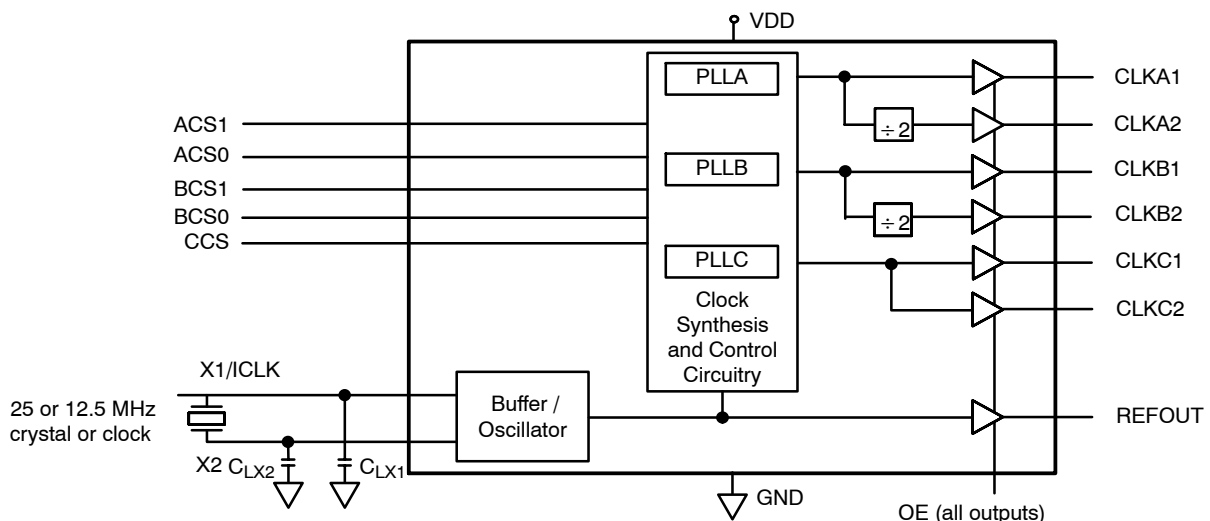 VDD
PLLA
CLKA1
ACS1
÷2
CLKA2
ACS0
PLLB
CLKB1
BCS1
BCS0
÷2
CLKB2
CCS
PLLC
CLKC1
Clock
Synthesis
and Control
Circuitry
CLKC2
X1/ICLK
25 or 12.5 MHz
crystal or clock
Buffer /
Oscillator
REFOUT
X2
CLX2
CLX1
GND
OE (all outputs)